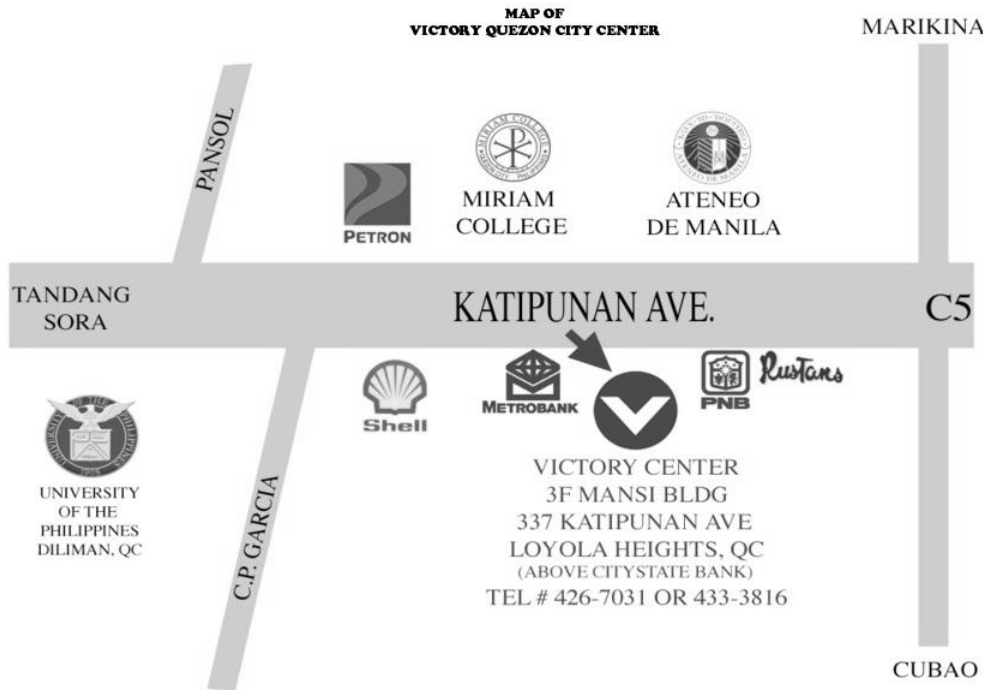 MAP OF
VICTORY QUEZON CITY CENTER
MARIKINA
PANSOL
PETRON
MIRIAM
COLLEGE
ATENEO
DE MANILA
TANDANG
SORA
KATIPUNAN AVE.
C5
Shell
METROBANK
PNB
Rustans
UNIVERSITY
OF THE
PHILIPPINES
DILIMAN, QC
C.P. GARCIA
VICTORY CENTER
3F MANSI BLDG
337 KATIPUNAN AVE
LOYOLA HEIGHTS, QC
(ABOVE CITYSTATE BANK)
TEL # 426-7031 OR 433-3816
CUBAO